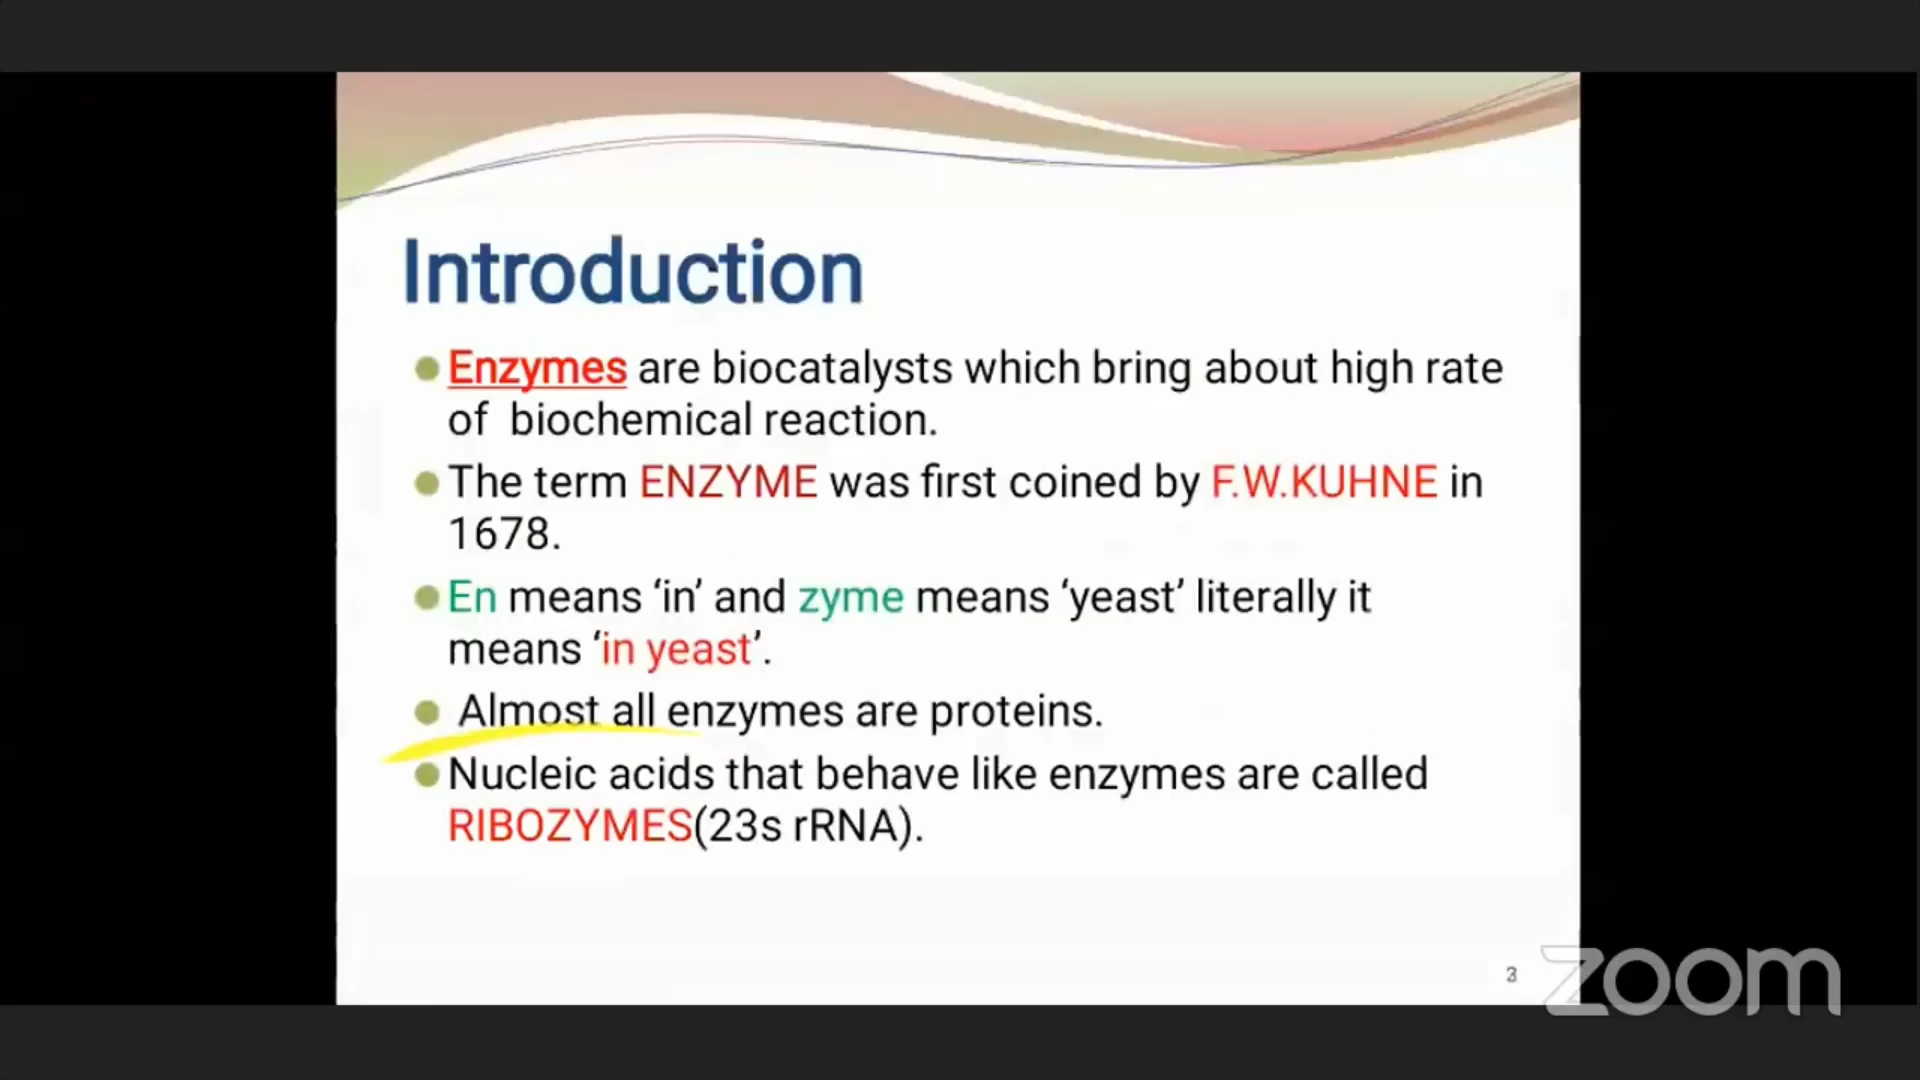 Introduction
Enzymes are biocatalysts which bring about high rate
of biochemical reaction.
The term ENZYME was first coined by F.W.KUHNE in
1678.
En means ‘in’ and zyme means ‘yeast’ literally it
means ‘in yeast’.
Almost all enzymes are proteins.
Nucleic acids that behave like enzymes are called
RIBOZYMES(23s rRNA).
3
zoom